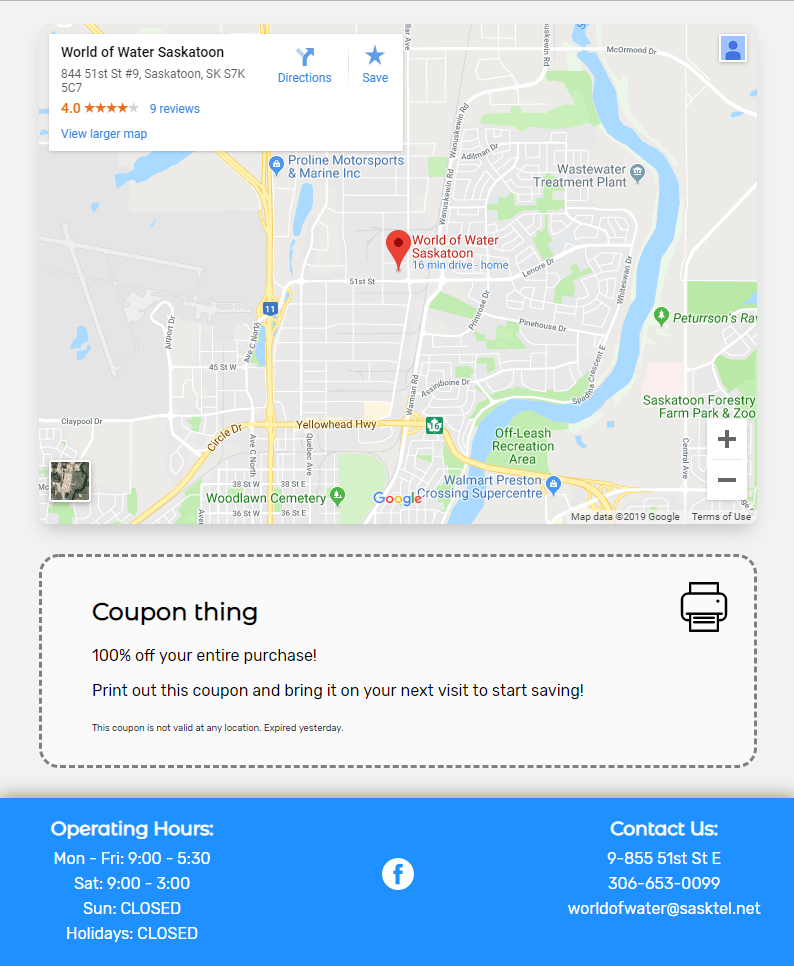 World of Water Saskatoon
844 51st St #9, Saskatoon, SK S7K
5C7
4.0
9 reviews
View larger map
Directions
Save
McOrmond Dr
Wanuskewin Rd
Wanuskewin Rd
Wanuskewin Rd
Adilman Dr
Proline Motorsports
& Marine Inc
Wastewater
Treatment Plant
World of Water
Saskatoon
16 min drive - home
51st St
Lenore Dr
Whiteswan Dr
11
Airport Dr
Ave C North
Primrose Dr
Pinehouse Dr
Peturrson's Ra
45 St W
Assiniboine Dr
Spadina Crescent E
Warman Rd
Saskatoon Forestry
Farm Park & Zoo
Claypool Dr
Circle Dr
Yellowhead Hwy
16
Off-Leash
Recreation
Area
Ave C North
Quebec Ave
Central Ave
38 St W
38 St E
Walmart Preston
Crossing Supercentre
Woodlawn Cemetery
Google
36 St W
36 St E
Map data ©2019 Google
Terms of Use
Coupon thing
100% off your entire purchase!
Print out this coupon and bring it on your next visit to start saving!
This coupon is not valid at any location. Expired yesterday.
Operating Hours:
Mon - Fri: 9:00 - 5:30
Sat: 9:00 - 3:00
Sun: CLOSED
Holidays: CLOSED
f
Contact Us:
9-855 51st St E
306-653-0099
worldofwater@sasktel.net